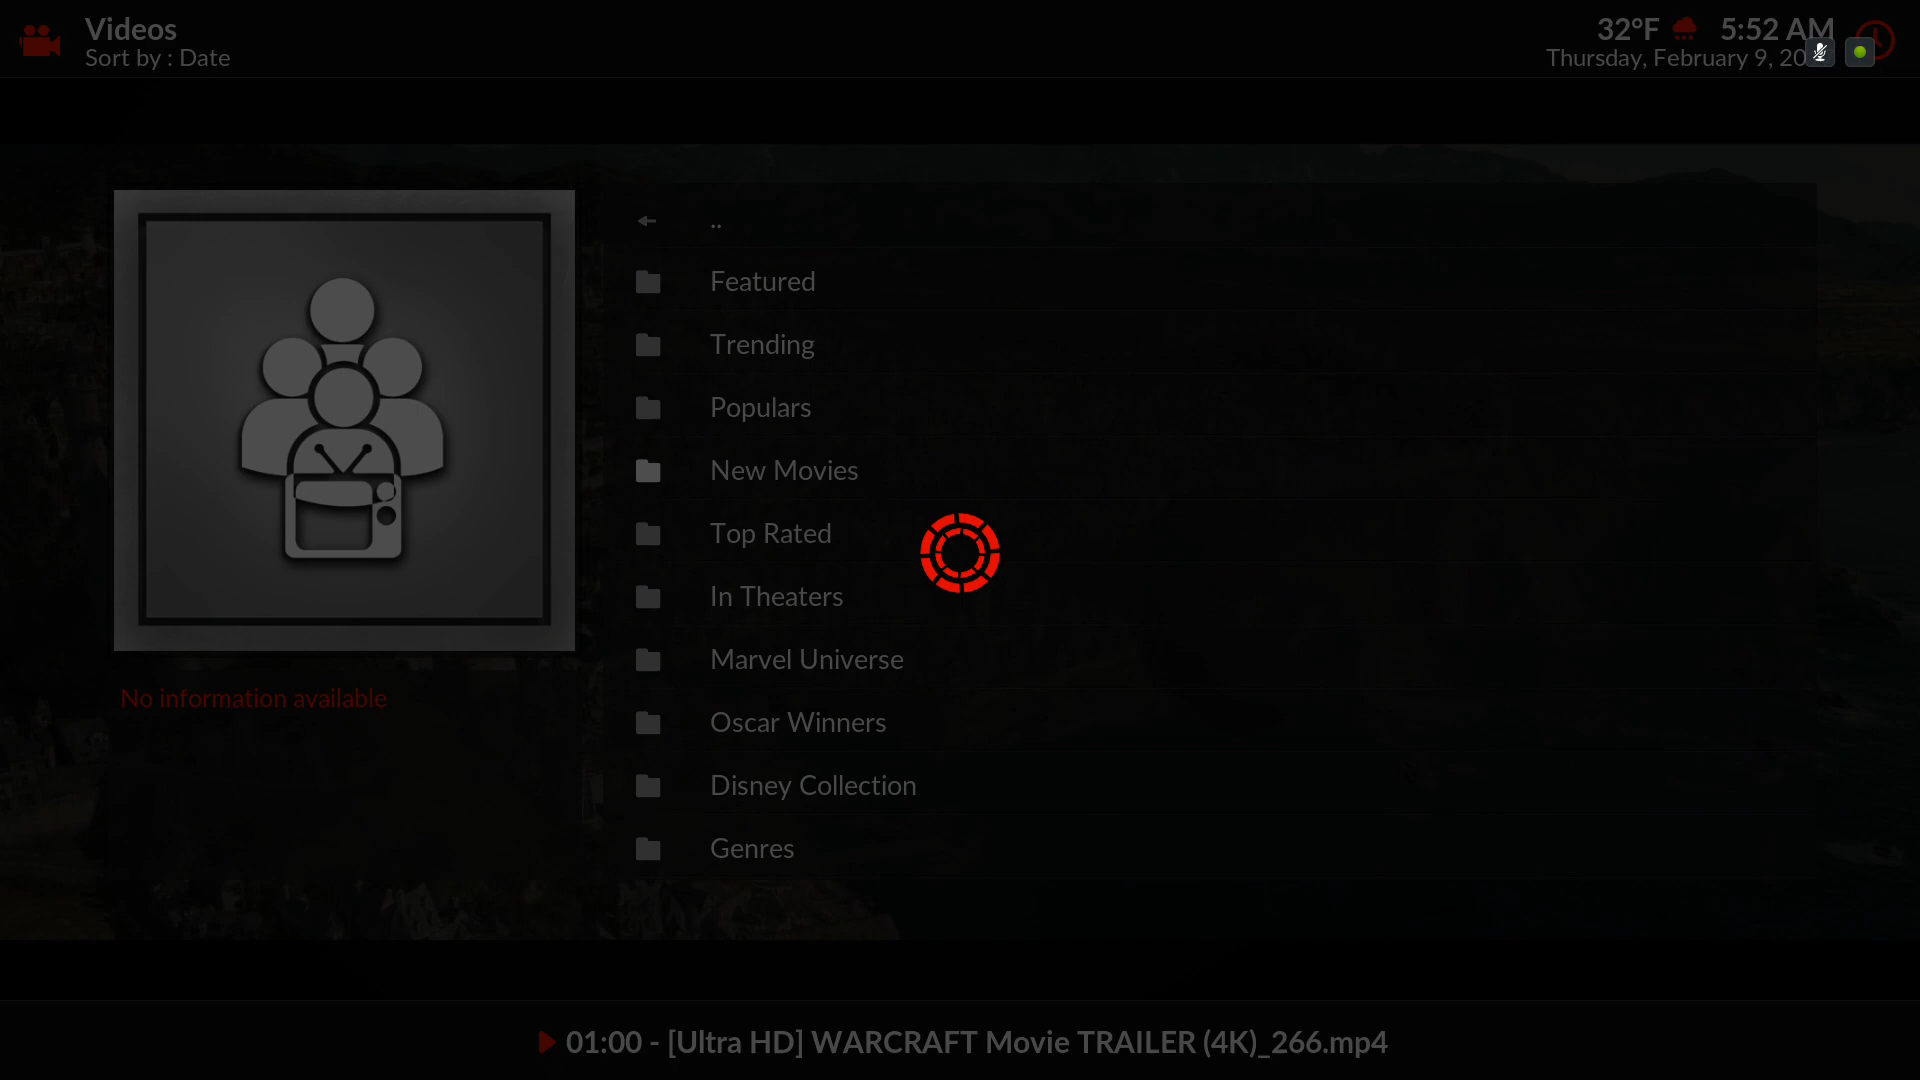 Videos
Sort by : Date
32°F 5:52 AM
Thursday, February 9, 20
..
Featured
Trending
Populars
New Movies
Top Rated
In Theaters
Marvel Universe
Oscar Winners
Disney Collection
Genres
No information available
01:00 - [Ultra HD] WARCRAFT Movie TRAILER (4K)_266.mp4